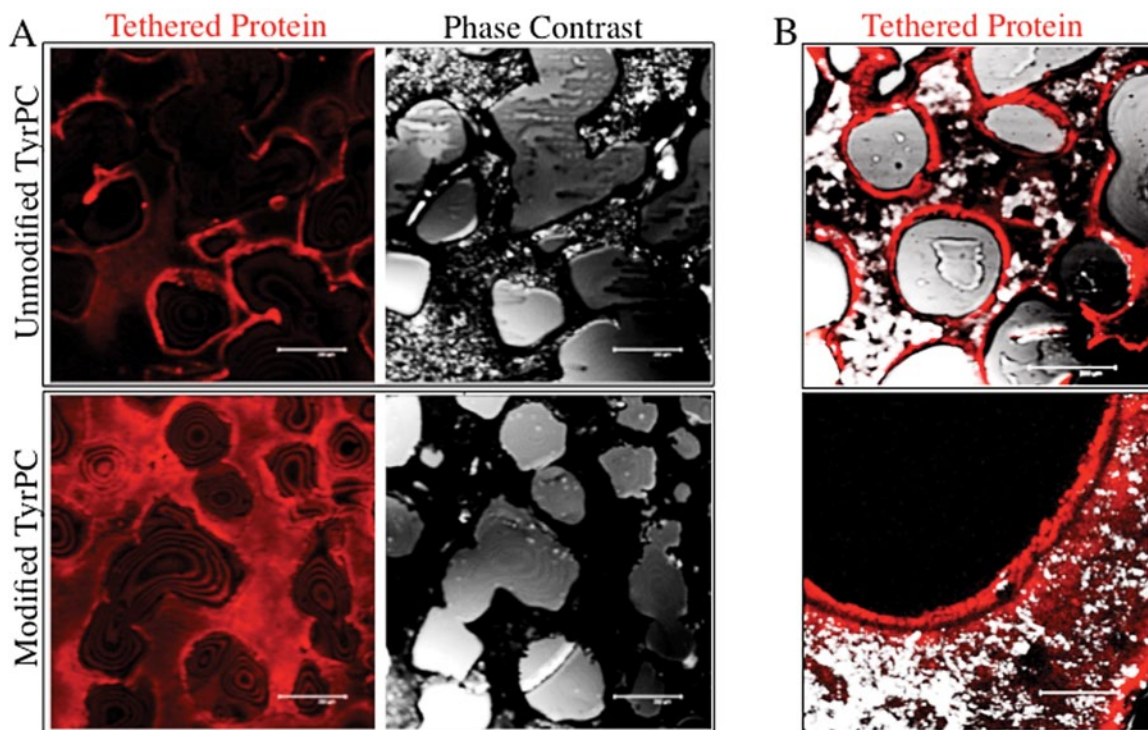 A
Tethered Protein
Phase Contrast
B
Tethered Protein
Unmodified TyrPC
Modified TyrPC